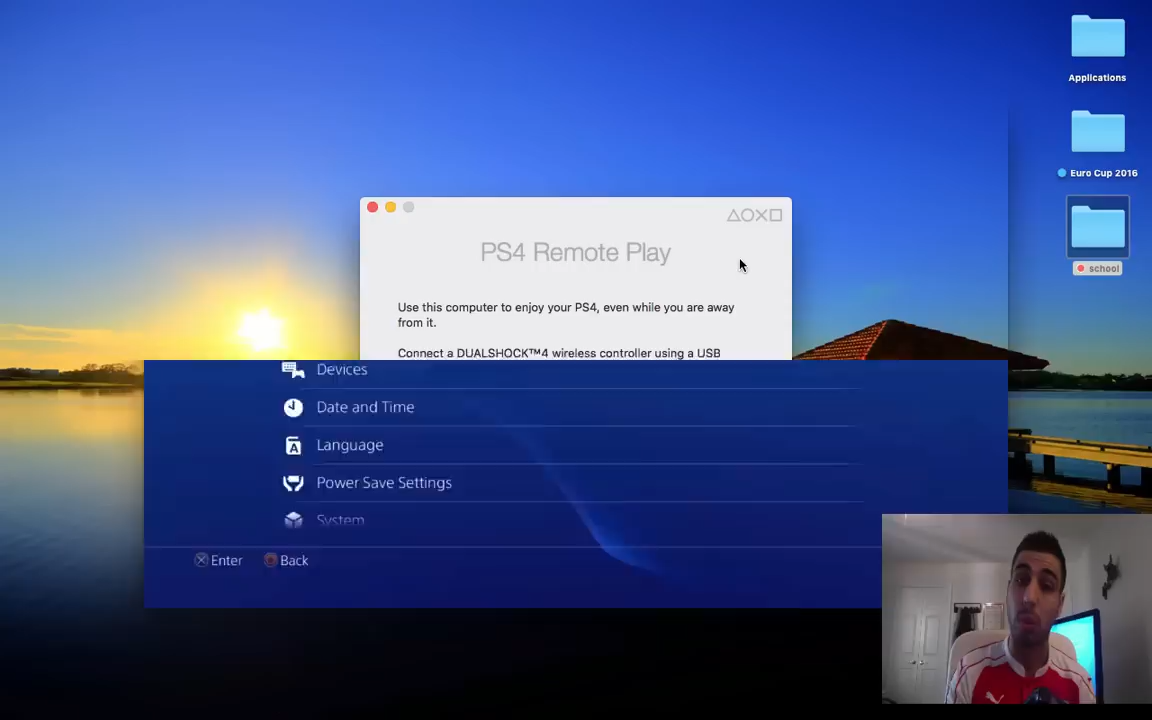 Applications
Euro Cup 2016
school
PS4 Remote Play
Use this computer to enjoy your PS4, even while you are away
from it.
Connect a DUALSHOCK™4 wireless controller using a USB
Devices
Date and Time
Language
Power Save Settings
System
Enter Back